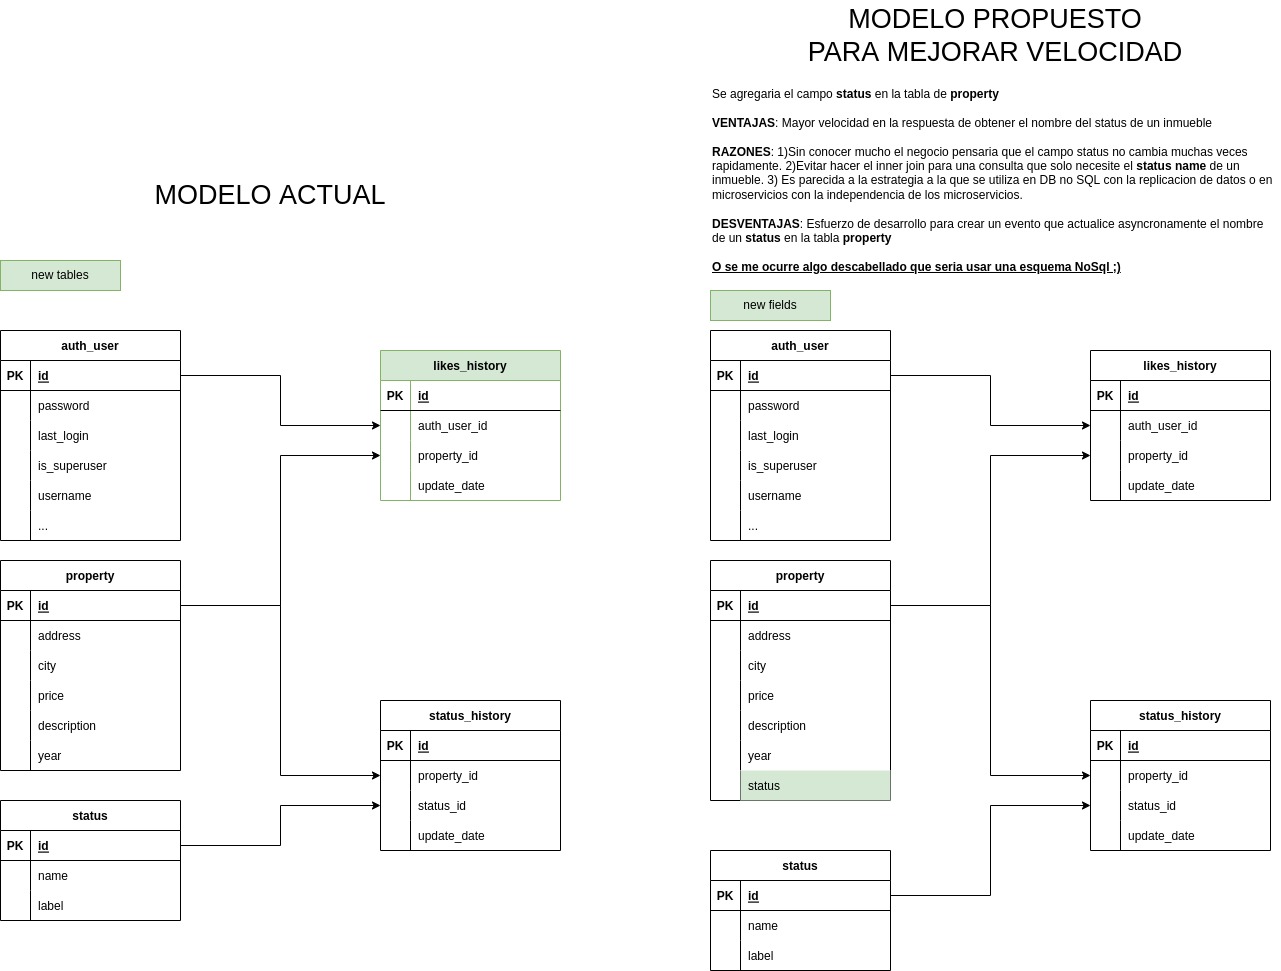 MODELO ACTUAL
new tables
auth_user
PK id
password
last_login
is_superuser
username
...
property
PK id
address
city
price
description
year
status
PK id
name
label
likes_history
PK id
auth_user_id
property_id
update_date
status_history
PK id
property_id
status_id
update_date
MODELO PROPUESTO
PARA MEJORAR VELOCIDAD
Se agregaria el campo status en la tabla de property
VENTAJAS: Mayor velocidad en la respuesta de obtener el nombre del status de un inmueble
RAZONES: 1)Sin conocer mucho el negocio pensaria que el campo status no cambia muchas veces
rapidamente. 2)Evitar hacer el inner join para una consulta que solo necesite el status name de un
inmueble. 3) Es parecida a la estrategia a la que se utiliza en DB no SQL con la replicacion de datos o en
microservicios con la independencia de los microservicios.
DESVENTAJAS: Esfuerzo de desarrollo para crear un evento que actualice asyncronamente el nombre
de un status en la tabla property
O se me ocurre algo descabellado que seria usar una esquema NoSql ;)
new fields
auth_user
PK id
password
last_login
is_superuser
username
...
property
PK id
address
city
price
description
year
status
status
PK id
name
label
likes_history
PK id
auth_user_id
property_id
update_date
status_history
PK id
property_id
status_id
update_date